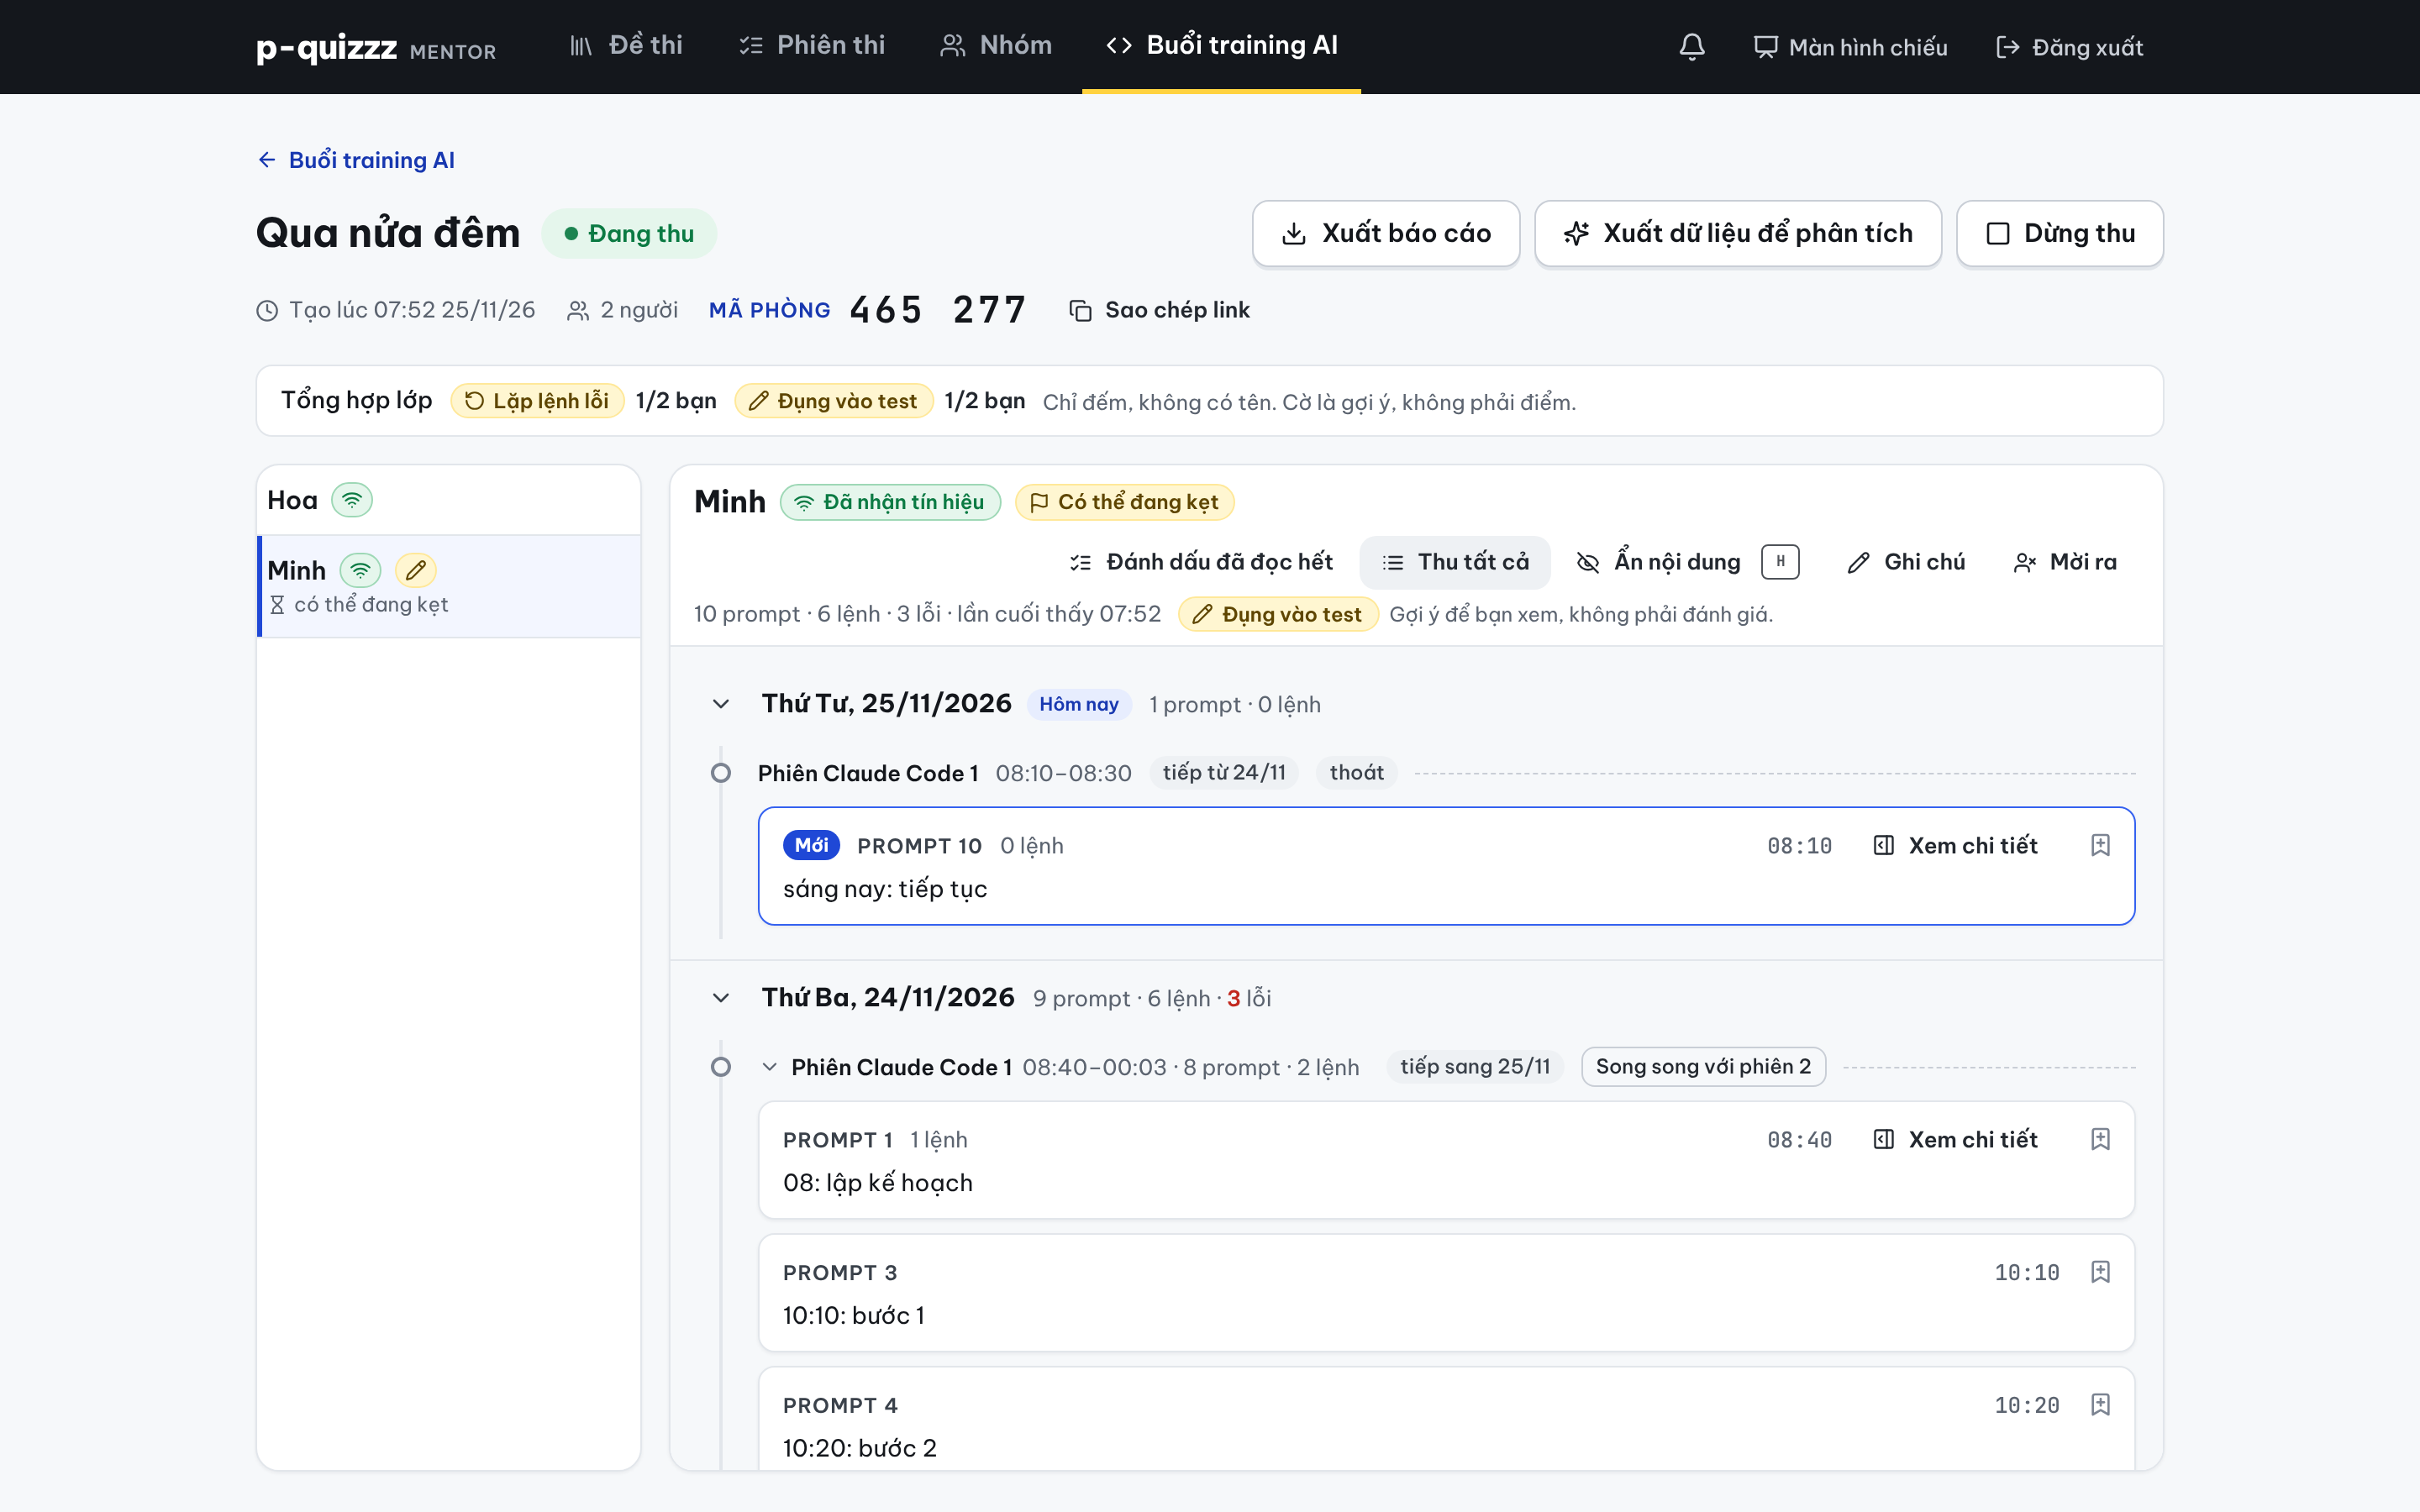 p-quizzz MENTOR Đề thi Phiên thi Nhóm Buổi training AI Màn hình chiếu Đăng xuất
Buổi training AI
Qua nửa đêm Đang thu Xuất báo cáo Xuất dữ liệu để phân tích Dừng thu
Tạo lúc 07:52 25/11/26 2 người MÃ PHÒNG 465 277 Sao chép link
Tổng hợp lớp Lặp lệnh lỗi 1/2 bạn Đụng vào test 1/2 bạn Chỉ đếm, không có tên. Cờ là gợi ý, không phải điểm.
Hoa
Minh
có thể đang kẹt
Minh Đã nhận tín hiệu Có thể đang kẹt
Đánh dấu đã đọc hết Thu tất cả Ẩn nội dung H Ghi chú Mời ra
10 prompt · 6 lệnh · 3 lỗi · lần cuối thấy 07:52 Đụng vào test Gợi ý để bạn xem, không phải đánh giá.
Thứ Tư, 25/11/2026 Hôm nay 1 prompt · 0 lệnh
Phiên Claude Code 1 08:10–08:30 tiếp từ 24/11 thoát
Mới PROMPT 10 0 lệnh 08:10 Xem chi tiết
sáng nay: tiếp tục
Thứ Ba, 24/11/2026 9 prompt · 6 lệnh · 3 lỗi
Phiên Claude Code 1 08:40–00:03 · 8 prompt · 2 lệnh tiếp sang 25/11 Song song với phiên 2
PROMPT 1 1 lệnh 08:40 Xem chi tiết
08: lập kế hoạch
PROMPT 3 10:10
10:10: bước 1
PROMPT 4 10:20
10:20: bước 2